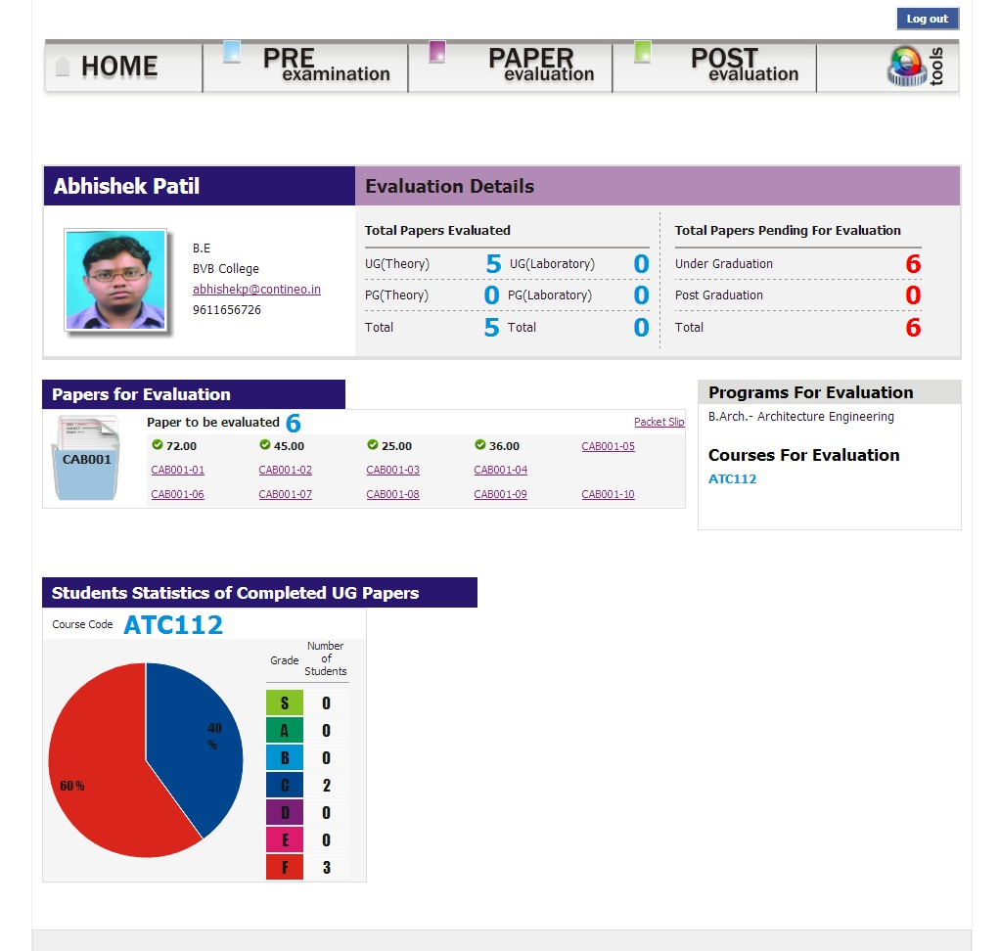 Log out
HOME
PRE
examination
PAPER
evaluation
POST
evaluation
tools
Abhishek Patil
Evaluation Details
B.E
BVB College
abhishekp@contineo.in
9611656726
Total Papers Evaluated
UG(Theory) 5 UG(Laboratory) 0
PG(Theory) 0 PG(Laboratory) 0
Total 5 Total 0
Total Papers Pending For Evaluation
Under Graduation 6
Post Graduation 0
Total 6
Papers for Evaluation
CAB001
Paper to be evaluated 6
Packet Slip
72.00 45.00 25.00 36.00 CAB001-05
CAB001-01 CAB001-02 CAB001-03 CAB001-04
CAB001-06 CAB001-07 CAB001-08 CAB001-09 CAB001-10
Programs For Evaluation
B.Arch.- Architecture Engineering
Courses For Evaluation
ATC112
Students Statistics of Completed UG Papers
Course Code ATC112
40
%
60 %
Grade
Number
of
Students
S 0
A 0
B 0
C 2
D 0
E 0
F 3